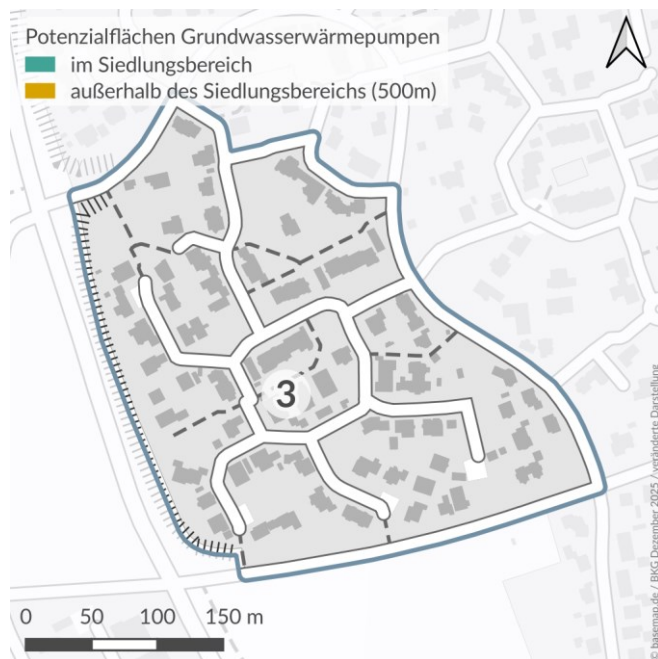 Potenzialflächen Grundwasserwärmepumpen
im Siedlungsbereich
außerhalb des Siedlungsbereichs (500m)
3
0 50 100 150 m
© basemap.de / BKG Dezember 2025 / veränderte Darstellung